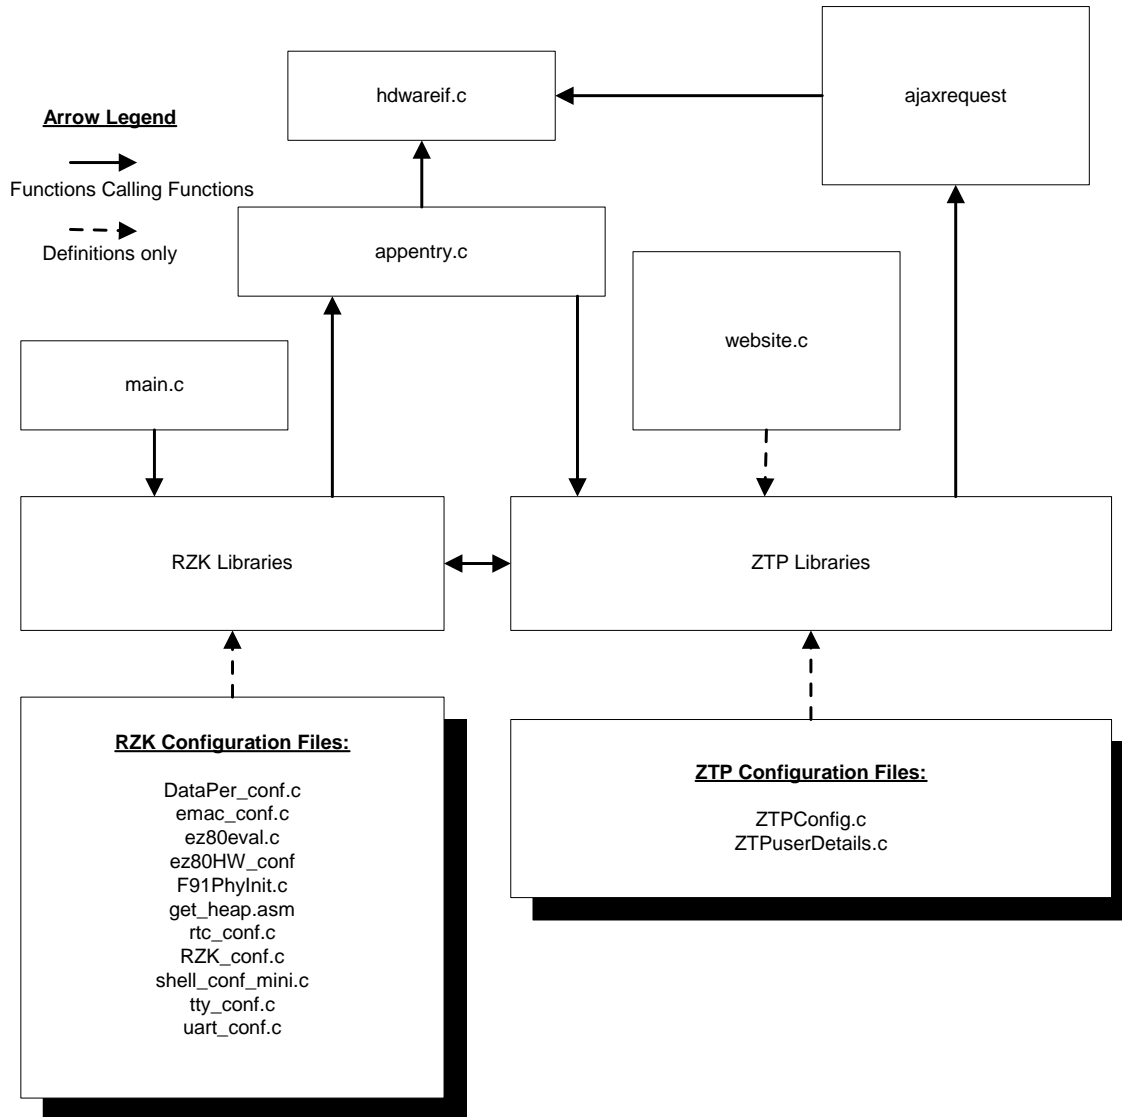 hdwareif.c
ajaxrequest
Arrow Legend
Functions Calling Functions
Definitions only
appentry.c
website.c
main.c
RZK Libraries
ZTP Libraries
RZK Configuration Files:
DataPer_conf.c
emac_conf.c
ez80eval.c
ez80HW_conf
F91PhyInit.c
get_heap.asm
rtc_conf.c
RZK_conf.c
shell_conf_mini.c
tty_conf.c
uart_conf.c
ZTP Configuration Files:
ZTPConfig.c
ZTPuserDetails.c